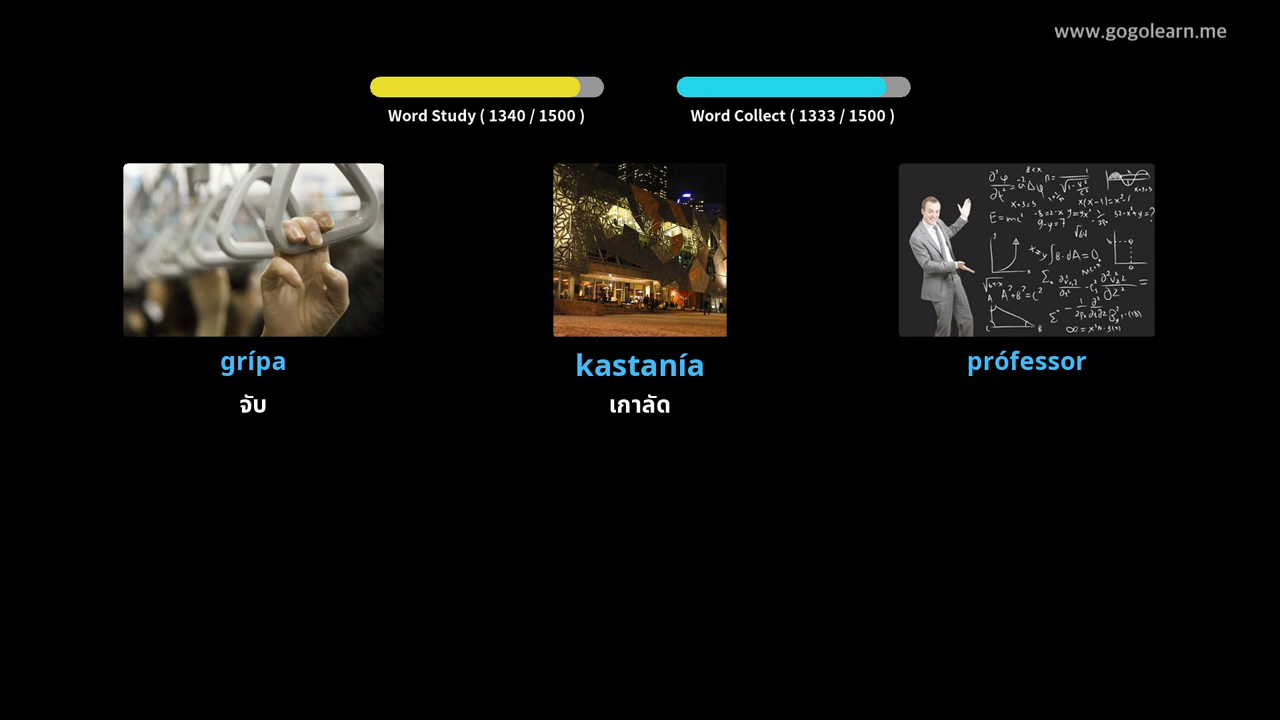 www.gogolearn.me
Word Study ( 1340 / 1500 )
Word Collect ( 1333 / 1500 )
grípa
kastanía
prófessor
จับ
เกาลัด